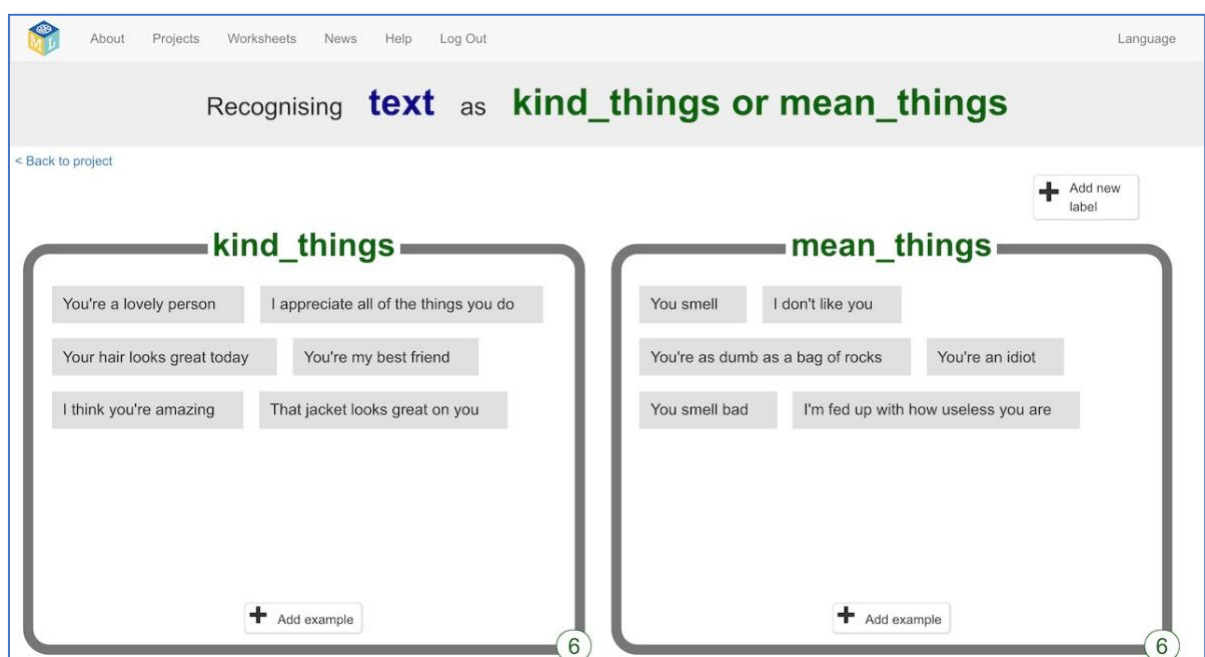 About Projects Worksheets News Help Log Out Language
Recognising text as kind_things or mean_things
< Back to project
Add new
label
kind_things
You're a lovely person I appreciate all of the things you do
Your hair looks great today You're my best friend
I think you're amazing That jacket looks great on you
Add example
6
mean_things
You smell I don't like you
You're as dumb as a bag of rocks You're an idiot
You smell bad I'm fed up with how useless you are
Add example
6